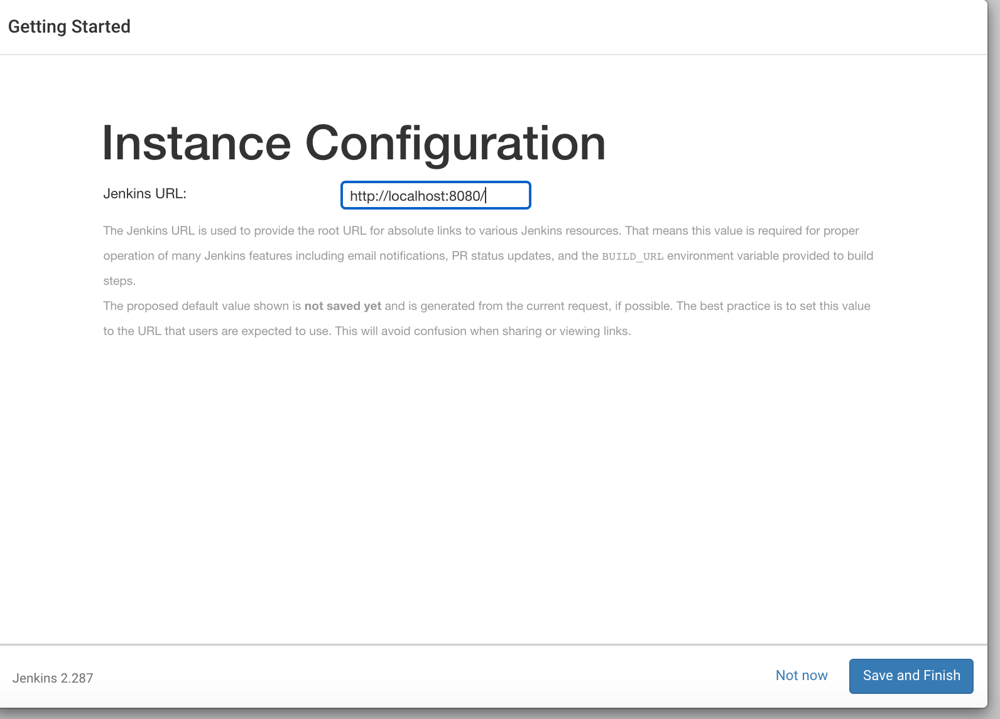 Getting Started
Instance Configuration
Jenkins URL:
http://localhost:8080/
The Jenkins URL is used to provide the root URL for absolute links to various Jenkins resources. That means this value is required for proper
operation of many Jenkins features including email notifications, PR status updates, and the BUILD_URL environment variable provided to build
steps.
The proposed default value shown is not saved yet and is generated from the current request, if possible. The best practice is to set this value
to the URL that users are expected to use. This will avoid confusion when sharing or viewing links.
Jenkins 2.287
Not now
Save and Finish